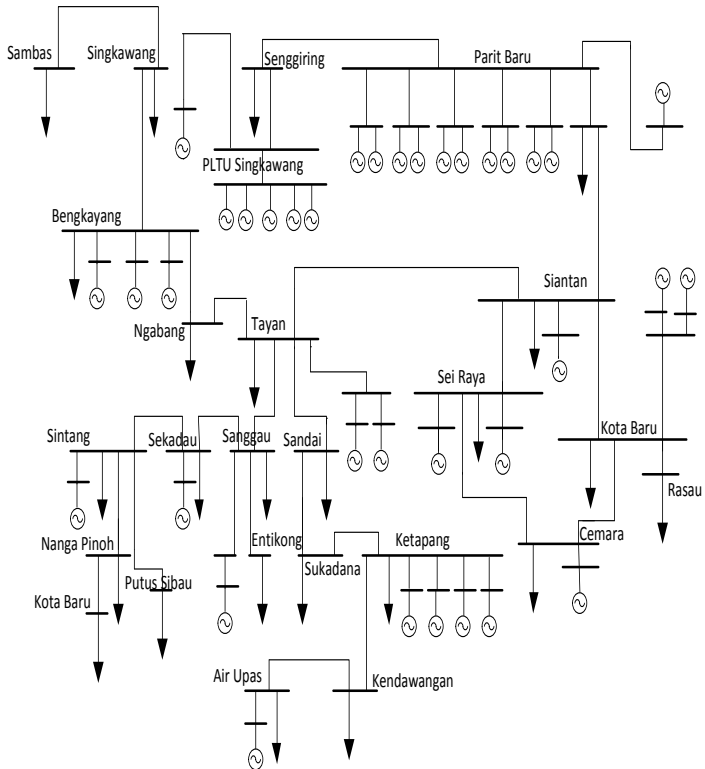 Sambas
Singkawang
Senggiring
Parit Baru
PLTU Singkawang
Bengkayang
Siantan
Ngabang
Tayan
Sei Raya
Sintang
Sekadau
Sanggau
Sandai
Kota Baru
Rasau
Nanga Pinoh
Entikong
Ketapang
Cemara
Sukadana
Putus Sibau
Kota Baru
Air Upas
Kendawangan